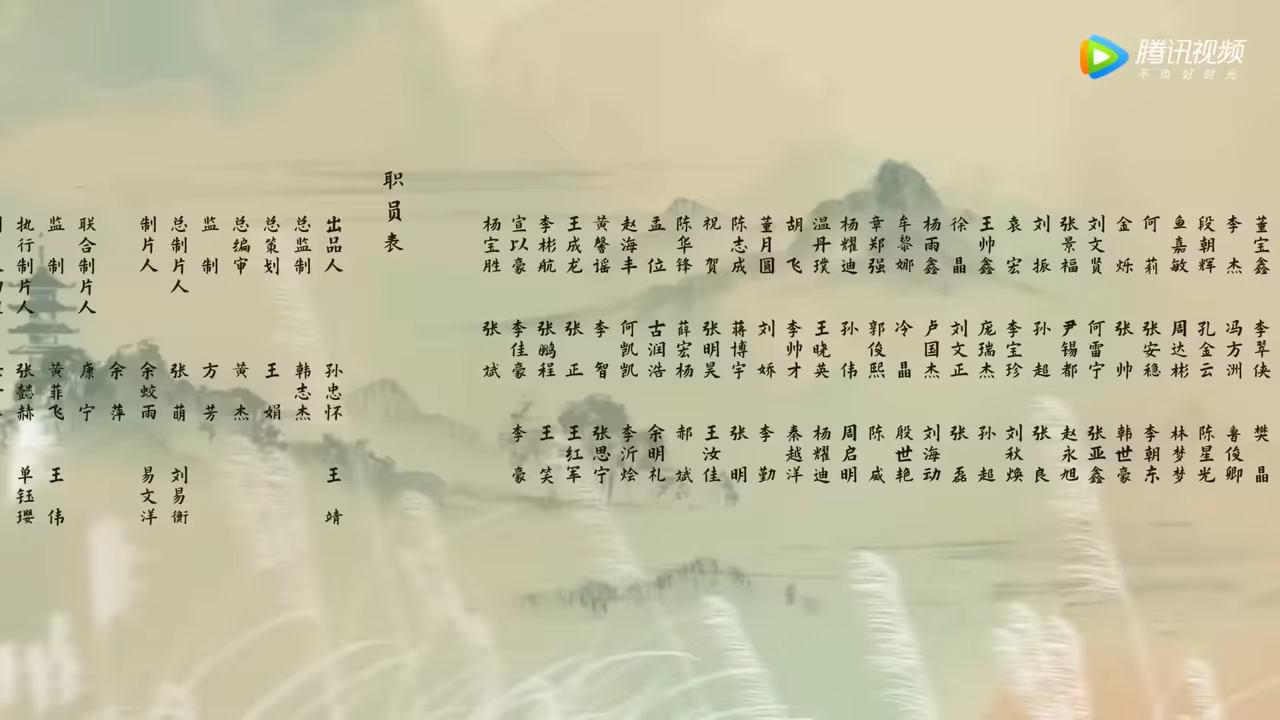 腾讯视频
不负好时光
董宝鑫 李翠侠 樊晶
李杰 冯方洲 鲁俊卿
段朝辉 孔金云 陈星光
鱼嘉敏 周达彬 林梦梦
何莉 张安稳 李朝东
金烁 张帅 韩世豪
刘文贤 何雷宁 张亚鑫
张景福 尹锡都 赵永旭
刘振 孙超 张良
袁宏 李宝珍 刘秋焕
王帅鑫 庞瑞杰 孙超
徐晶 刘文正 张磊
杨雨鑫 卢国杰 刘海动
牟黎娜 冷晶 殷世艳
章郑强 郭俊熙 陈威
杨耀迪 孙伟 周启明
温丹璞 王晓英 杨耀迪
胡飞 李帅才 秦越洋
董月圆 刘娇 李勤
陈志成 蒋博宇 张明
祝贺 张明昊 王汝佳
陈华锋 薛宏杨 郝斌
孟位 古润浩 余明礼
赵海丰 何凯凯 李沂烩
黄馨谣 李智 张思宁
王成龙 张正 王红军
李彬航 张鹏程 王笑
宣以豪 李佳豪 李豪
杨宝胜 张斌
职员表
出品人 孙忠怀 王靖
总监制 韩志杰
总策划 王娟
总编审 黄杰
监制 方芳
总制片人 张萌 刘易衡
制片人 余蛟雨 易文洋
余萍
联合制片人 廉宁
监制 黄菲飞 王伟
执行制片人 张懿赫 单钰璎